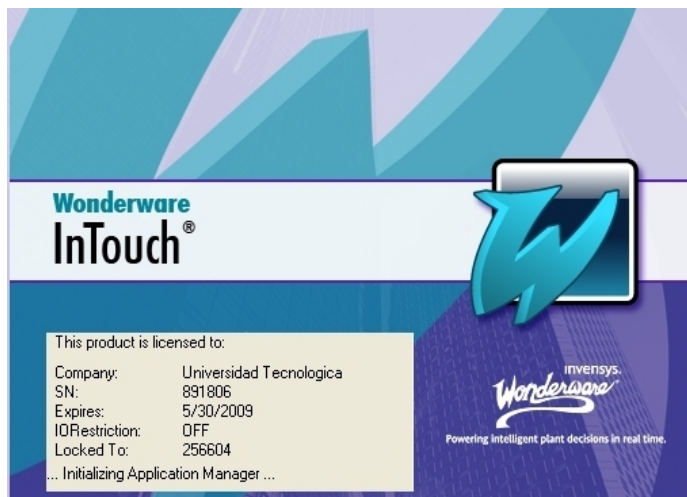 Wonderware
InTouch®
This product is licensed to:
Company: Universidad Tecnologica
SN: 891806
Expires: 5/30/2009
IORestriction: OFF
Locked To: 256604
... Initializing Application Manager ...
invensys.
Wonderware
Powering intelligent plant decisions in real time.